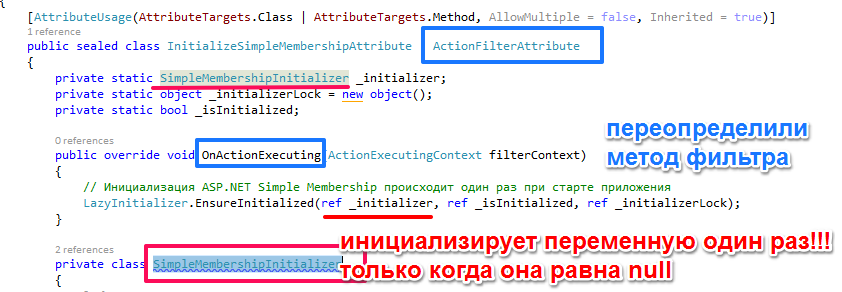 {
[AttributeUsage(AttributeTargets.Class | AttributeTargets.Method, AllowMultiple = false, Inherited = true)]
1 reference
public sealed class InitializeSimpleMembershipAttribute ActionFilterAttribute
{
private static SimpleMembershipInitializer _initializer;
private static object _initializerLock = new object();
private static bool _isInitialized;
0 references
public override void OnActionExecuting(ActionExecutingContext filterContext)
переопределили
метод фильтра
{
// Инициализация ASP.NET Simple Membership происходит один раз при старте приложения
LazyInitializer.EnsureInitialized(ref _initializer, ref _isInitialized, ref _initializerLock);
}
инициализирует переменную один раз!!!
только когда она равна null
2 references
private class SimpleMembershipInitializer
{